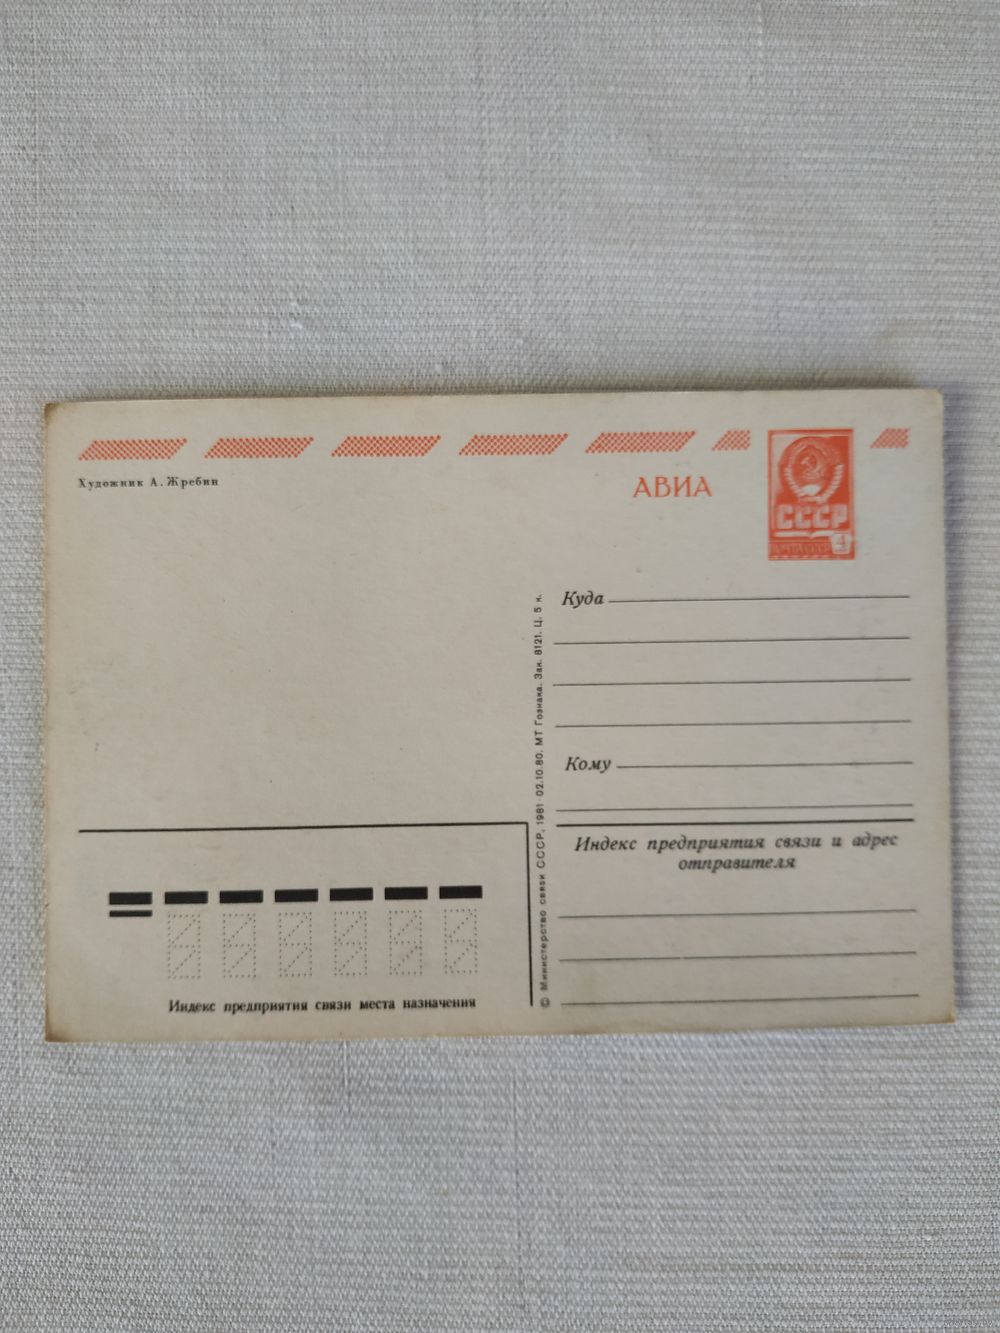 Художник А. Жребин
АВИА
СССР
4
Куда
Кому
© Министерство связи СССР, 1981 02.10.80. МТ Гознака. Зак. 8121. Ц. 5 к.
Индекс предприятия связи и адрес
отправителя
Индекс предприятия связи места назначения